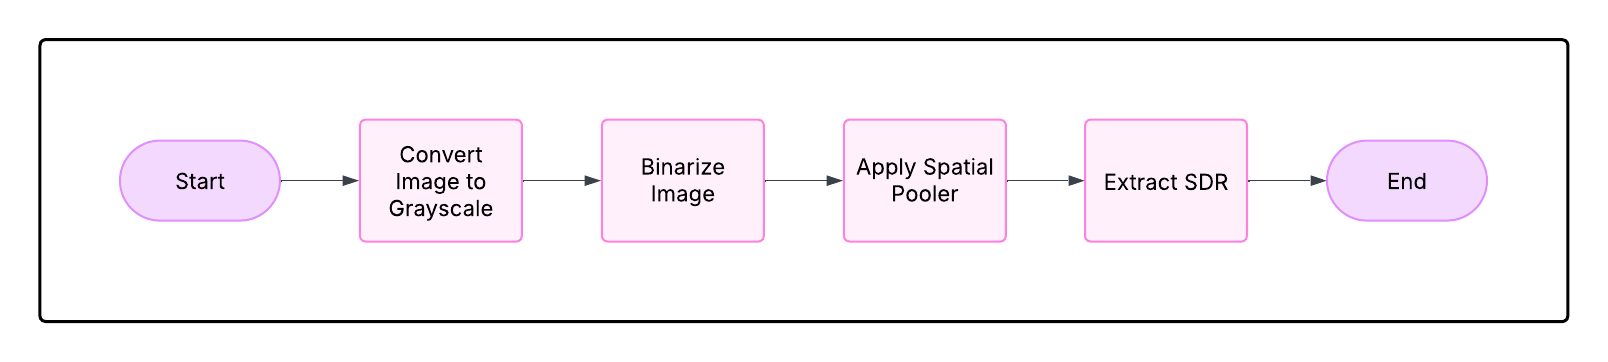 Start
Convert
Image to
Grayscale
Binarize
Image
Apply Spatial
Pooler
Extract SDR
End